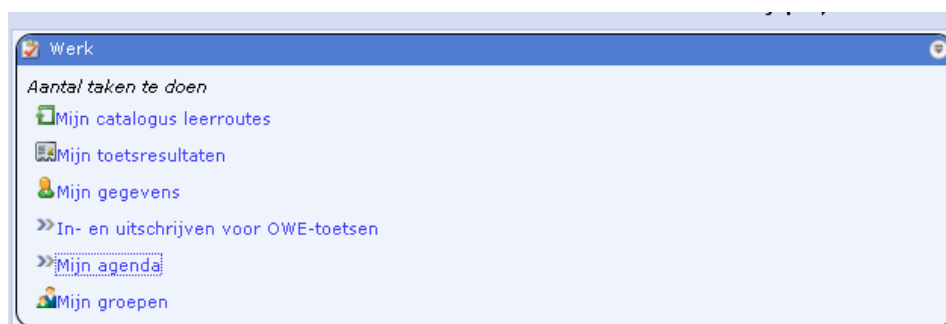 Werk
Aantal taken te doen
Mijn catalogus leerroutes
Mijn toetsresultaten
Mijn gegevens
In- en uitschrijven voor OWE-toetsen
Mijn agenda
Mijn groepen